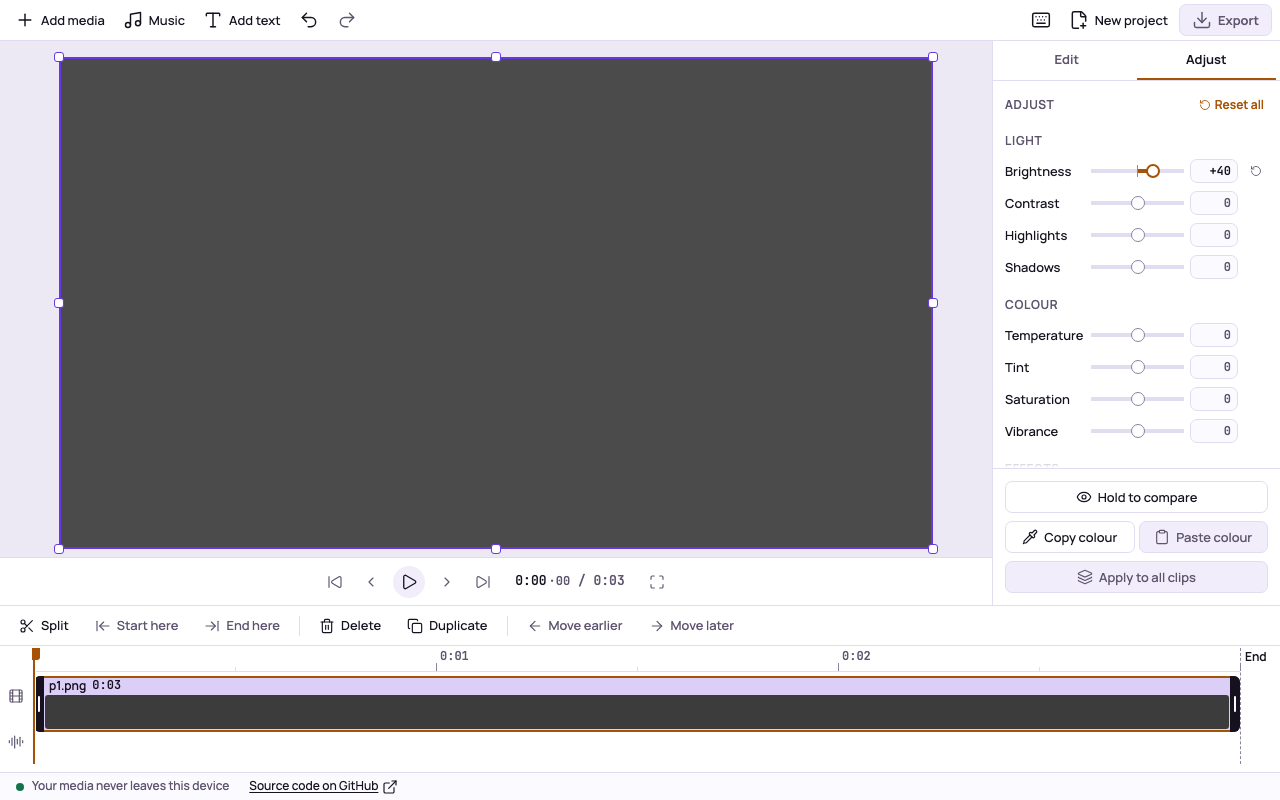 Add media Music Add text New project Export
Edit Adjust
ADJUST Reset all
LIGHT
Brightness +40
Contrast 0
Highlights 0
Shadows 0
COLOUR
Temperature 0
Tint 0
Saturation 0
Vibrance 0
Hold to compare
Copy colour Paste colour
Apply to all clips
0:00·00 / 0:03
Split Start here End here Delete Duplicate Move earlier Move later
0:01 0:02 End
p1.png 0:03
Your media never leaves this device Source code on GitHub